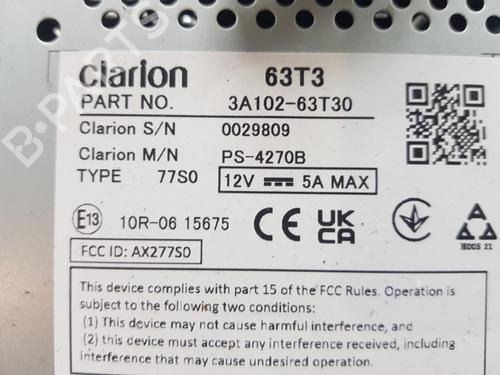 B-PARTS
clarion 63T3
PART NO. 3A102-63T30
Clarion S/N 0029809
Clarion M/N PS-4270B
TYPE 77S0 12V 5A MAX
E13 10R-06 15675 CE UK CA
FCC ID: AX277S0
This device complies with part 15 of the FCC Rules. Operation is
subject to the following two conditions:
(1) This device may not cause harmful interference, and
(2) this device must accept any interference received, including
interference that may cause undesired operation.